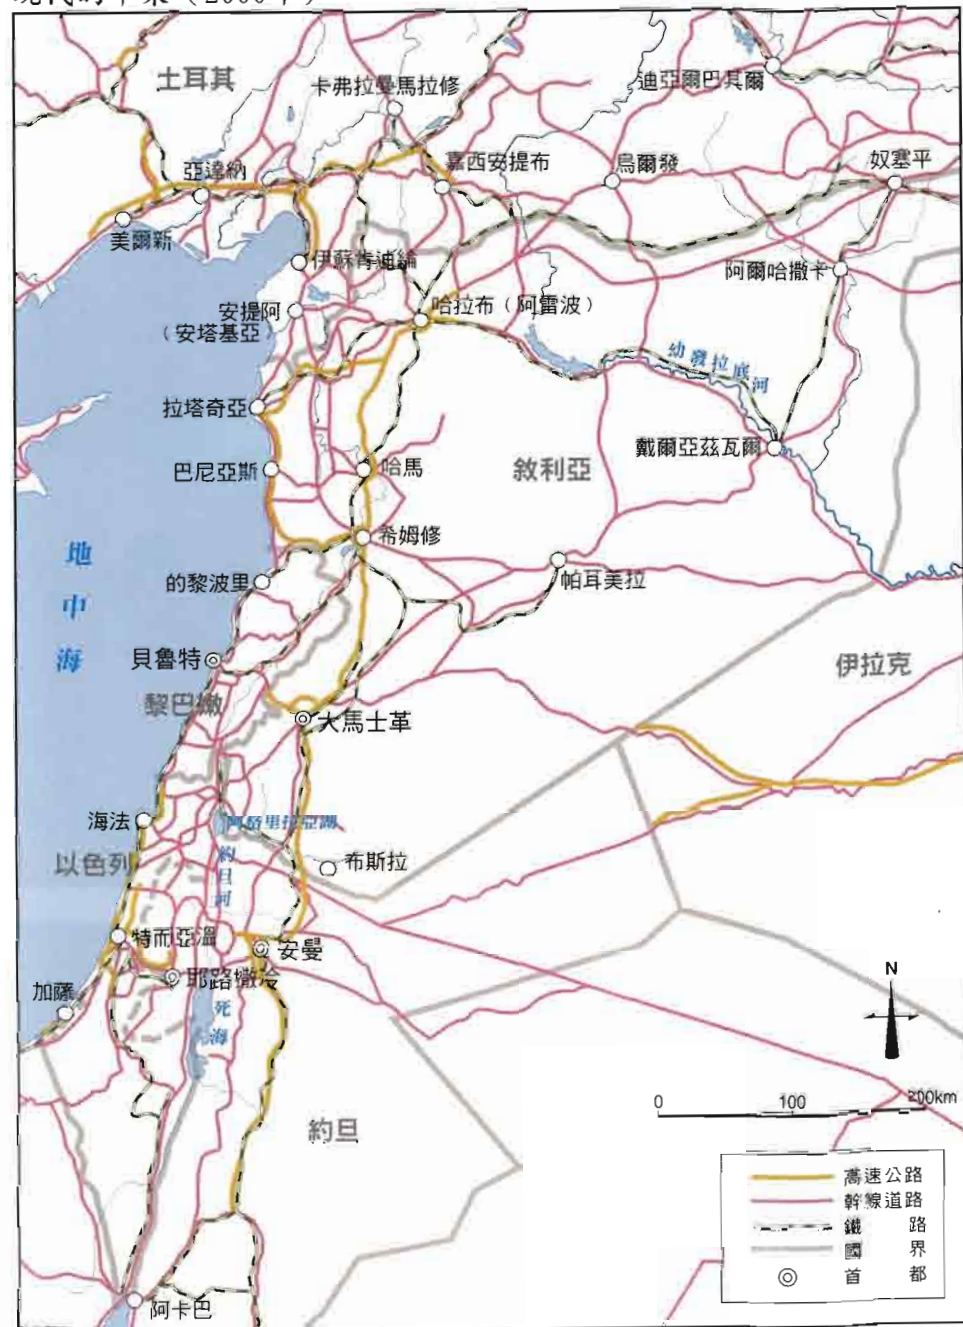 土耳其
卡弗拉曼馬拉修
迪亞爾巴其爾
亞達納
嘉西安提布
烏爾發
奴塞平
美爾新
伊蘇肯迪綸
阿爾哈撒卡
安提阿
(安塔基亞)
哈拉布(阿雷波)
幼發拉底河
拉塔奇亞
戴爾亞茲瓦爾
巴尼亞斯
哈馬
敘利亞
希姆修
地中海
的黎波里
帕耳美拉
貝魯特
伊拉克
黎巴嫩
大馬士革
海法
以色列
約旦河
布斯拉
特而亞溫
安曼
耶路撒冷
加薩
死海
N
0 100 200km
約旦
高速公路
幹線道路
鐵路
國界
首都
阿卡巴